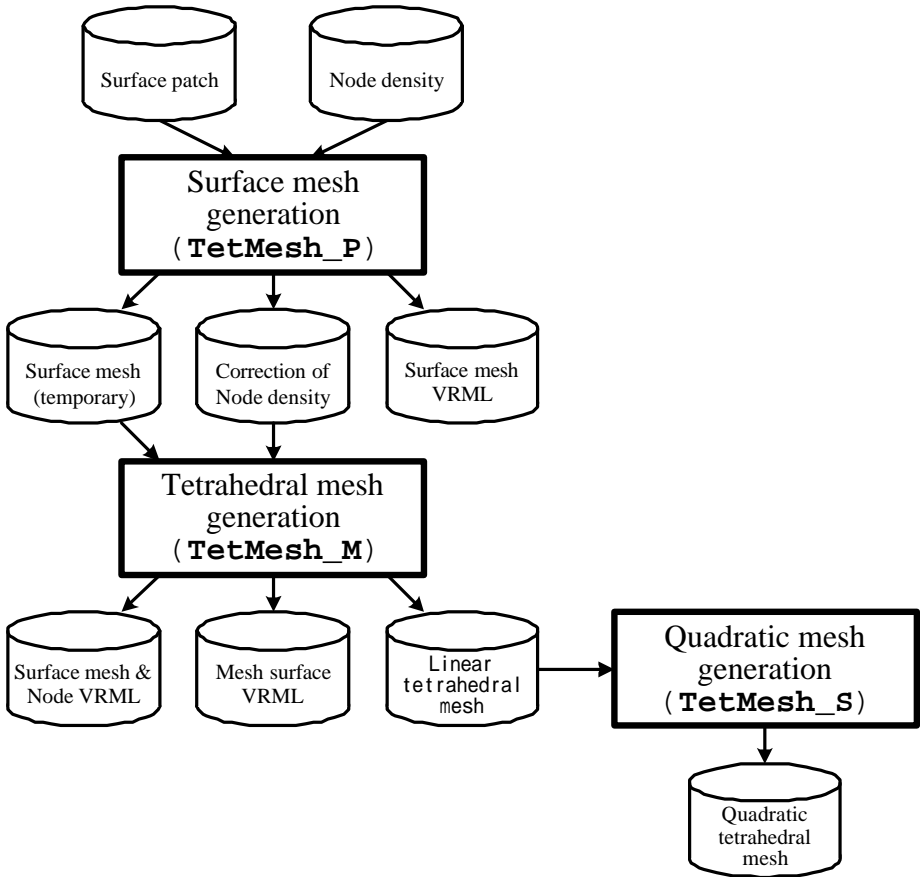 Surface patch
Node density
Surface mesh
generation
(TetMesh_P)
Surface mesh
(temporary)
Correction of
Node density
Surface mesh
VRML
Tetrahedral mesh
generation
(TetMesh_M)
Surface mesh &
Node VRML
Mesh surface
VRML
Linear
tetrahedral
mesh
Quadratic mesh
generation
(TetMesh_S)
Quadratic
tetrahedral
mesh